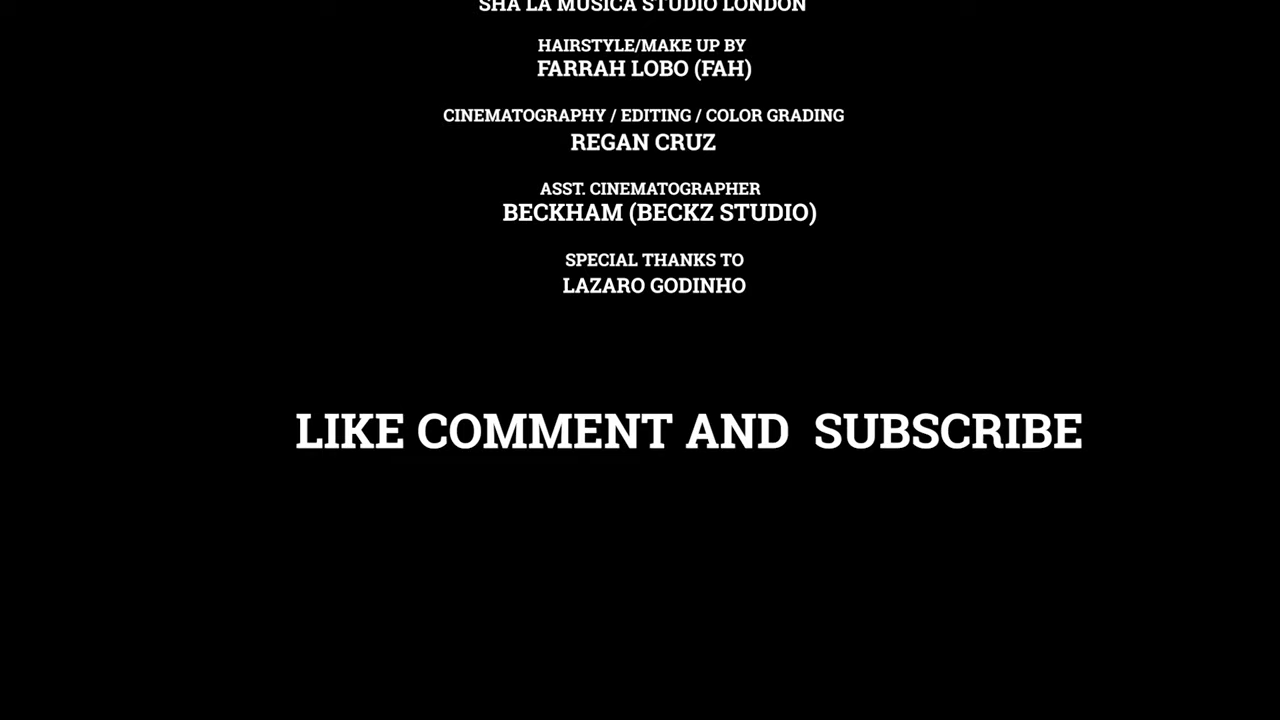 SHA LA MUSICA STUDIO LONDON
HAIRSTYLE/MAKE UP BY
FARRAH LOBO (FAH)
CINEMATOGRAPHY / EDITING / COLOR GRADING
REGAN CRUZ
ASST. CINEMATOGRAPHER
BECKHAM (BECKZ STUDIO)
SPECIAL THANKS TO
LAZARO GODINHO
LIKE COMMENT AND  SUBSCRIBE